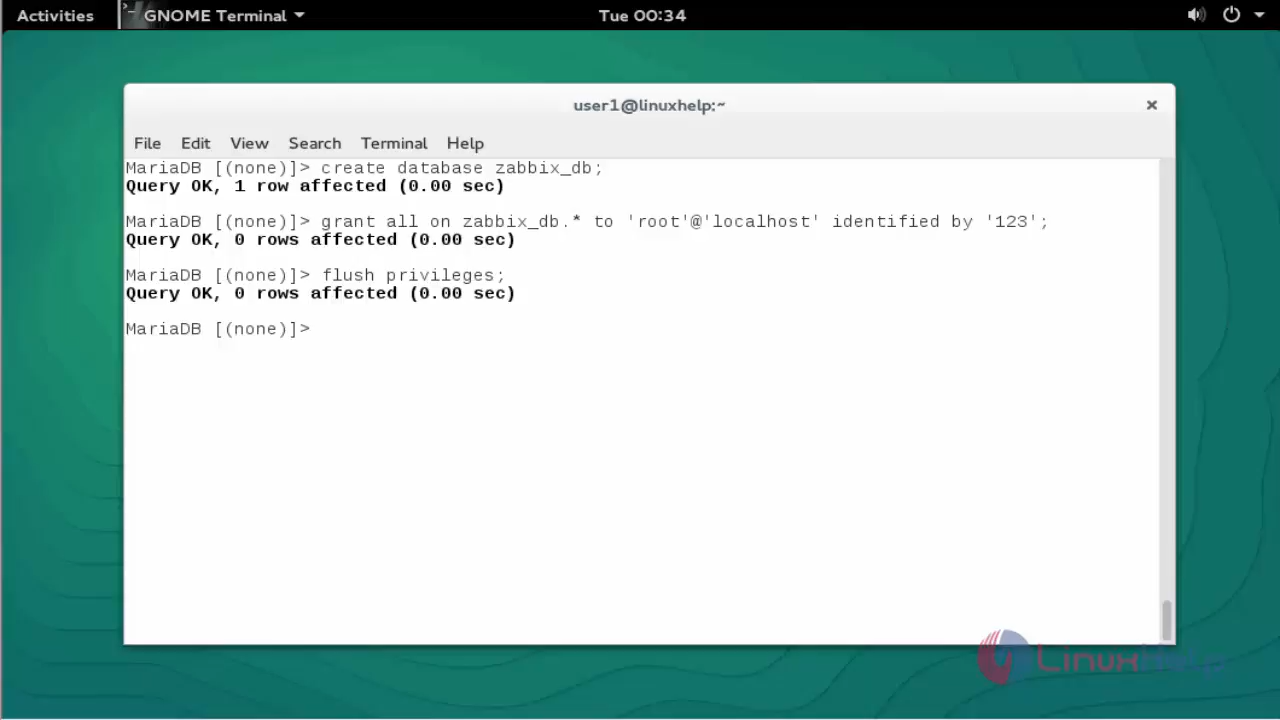 Activities GNOME Terminal Tue 00:34
user1@linuxhelp:~
File Edit View Search Terminal Help
MariaDB [(none)]> create database zabbix_db;
Query OK, 1 row affected (0.00 sec)
MariaDB [(none)]> grant all on zabbix_db.* to 'root'@'localhost' identified by '123';
Query OK, 0 rows affected (0.00 sec)
MariaDB [(none)]> flush privileges;
Query OK, 0 rows affected (0.00 sec)
MariaDB [(none)]>
LinuxHelp